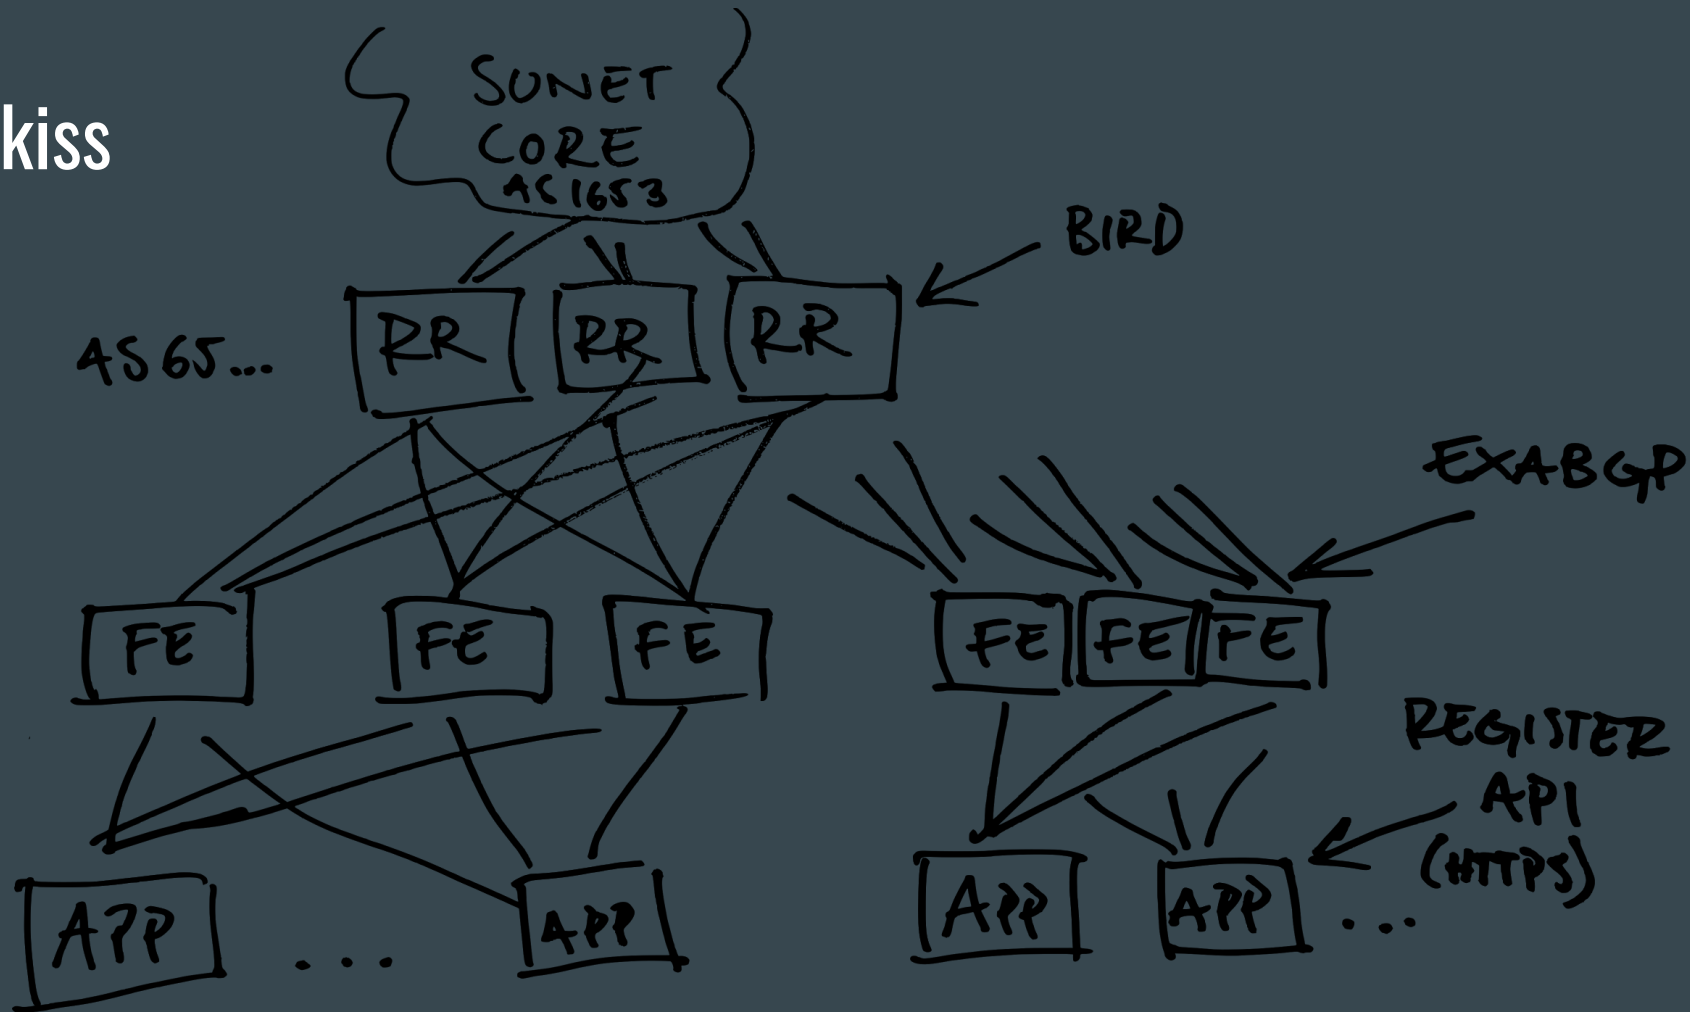 kiss
SUNET
CORE
AS1653
BIRD
AS65...
RR RR RR
EXABGP
FE FE FE FE FE FE
REGISTER
API
(HTTPS)
APP ... APP APP APP ...